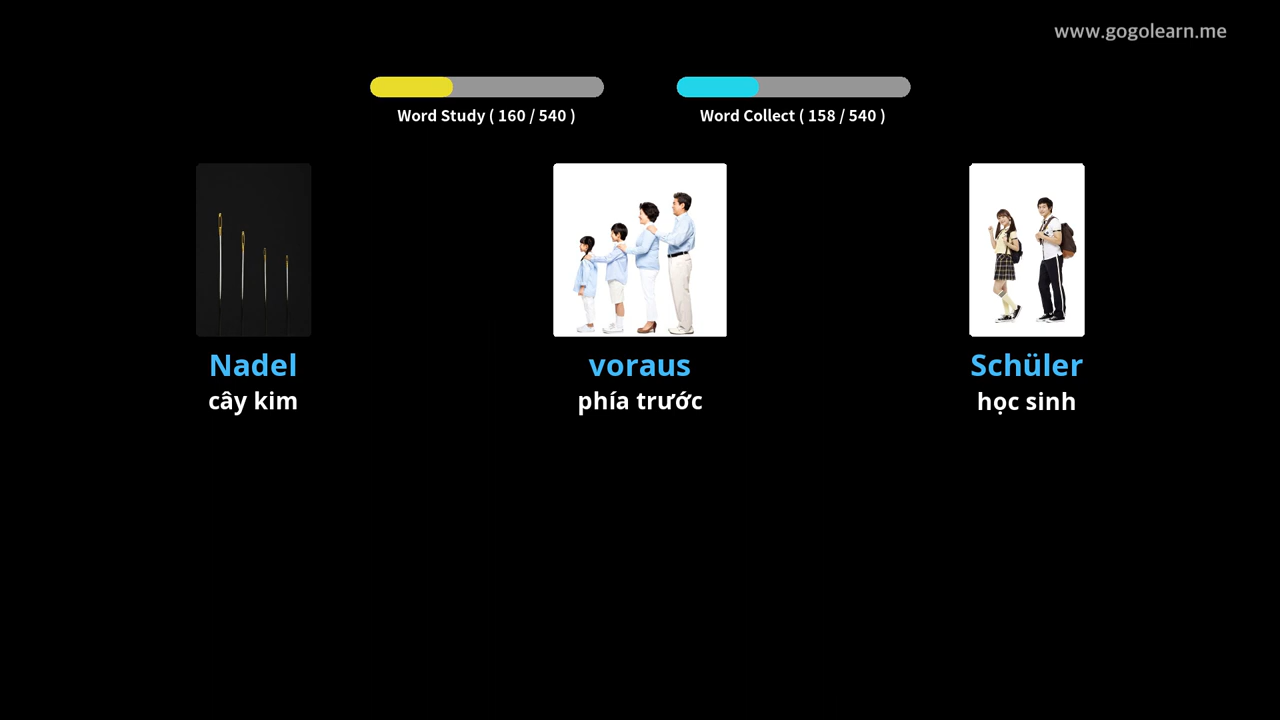 www.gogolearn.me
Word Study ( 160 / 540 )
Word Collect ( 158 / 540 )
Nadel
cây kim
voraus
phía trước
Schüler
học sinh